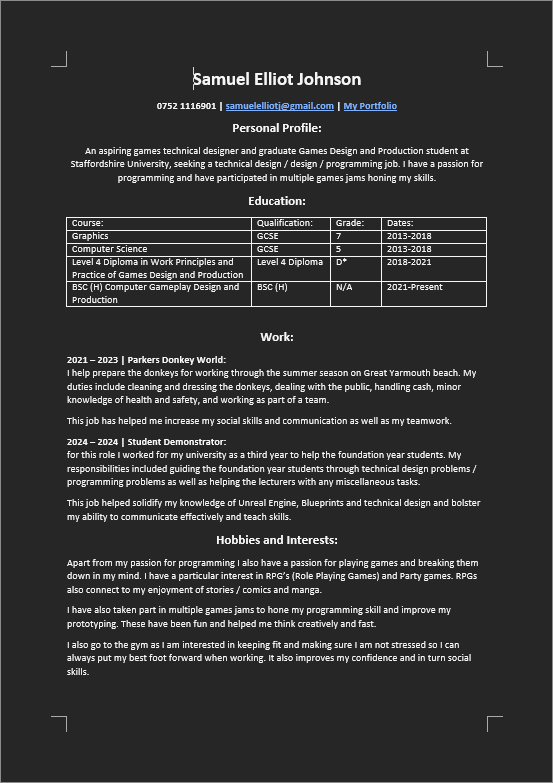 Samuel Elliot Johnson
0752 1116901 | samuelelliotj@gmail.com | My Portfolio
Personal Profile:
An aspiring games technical designer and graduate Games Design and Production student at
Staffordshire University, seeking a technical design / design / programming job. I have a passion for
programming and have participated in multiple games jams honing my skills.
Education:
Course: Qualification: Grade: Dates:
Graphics GCSE 7 2013-2018
Computer Science GCSE 5 2013-2018
Level 4 Diploma in Work Principles and Level 4 Diploma D* 2018-2021
Practice of Games Design and Production
BSC (H) Computer Gameplay Design and BSC (H) N/A 2021-Present
Production
Work:
2021 – 2023 | Parkers Donkey World:
I help prepare the donkeys for working through the summer season on Great Yarmouth beach. My
duties include cleaning and dressing the donkeys, dealing with the public, handling cash, minor
knowledge of health and safety, and working as part of a team.
This job has helped me increase my social skills and communication as well as my teamwork.
2024 – 2024 | Student Demonstrator:
for this role I worked for my university as a third year to help the foundation year students. My
responsibilities included guiding the foundation year students through technical design problems /
programming problems as well as helping the lecturers with any miscellaneous tasks.
This job helped solidify my knowledge of Unreal Engine, Blueprints and technical design and bolster
my ability to communicate effectively and teach skills.
Hobbies and Interests:
Apart from my passion for programming I also have a passion for playing games and breaking them
down in my mind. I have a particular interest in RPG's (Role Playing Games) and Party games. RPGs
also connect to my enjoyment of stories / comics and manga.
I have also taken part in multiple games jams to hone my programming skill and improve my
prototyping. These have been fun and helped me think creatively and fast.
I also go to the gym as I am interested in keeping fit and making sure I am not stressed so I can
always put my best foot forward when working. It also improves my confidence and in turn social
skills.